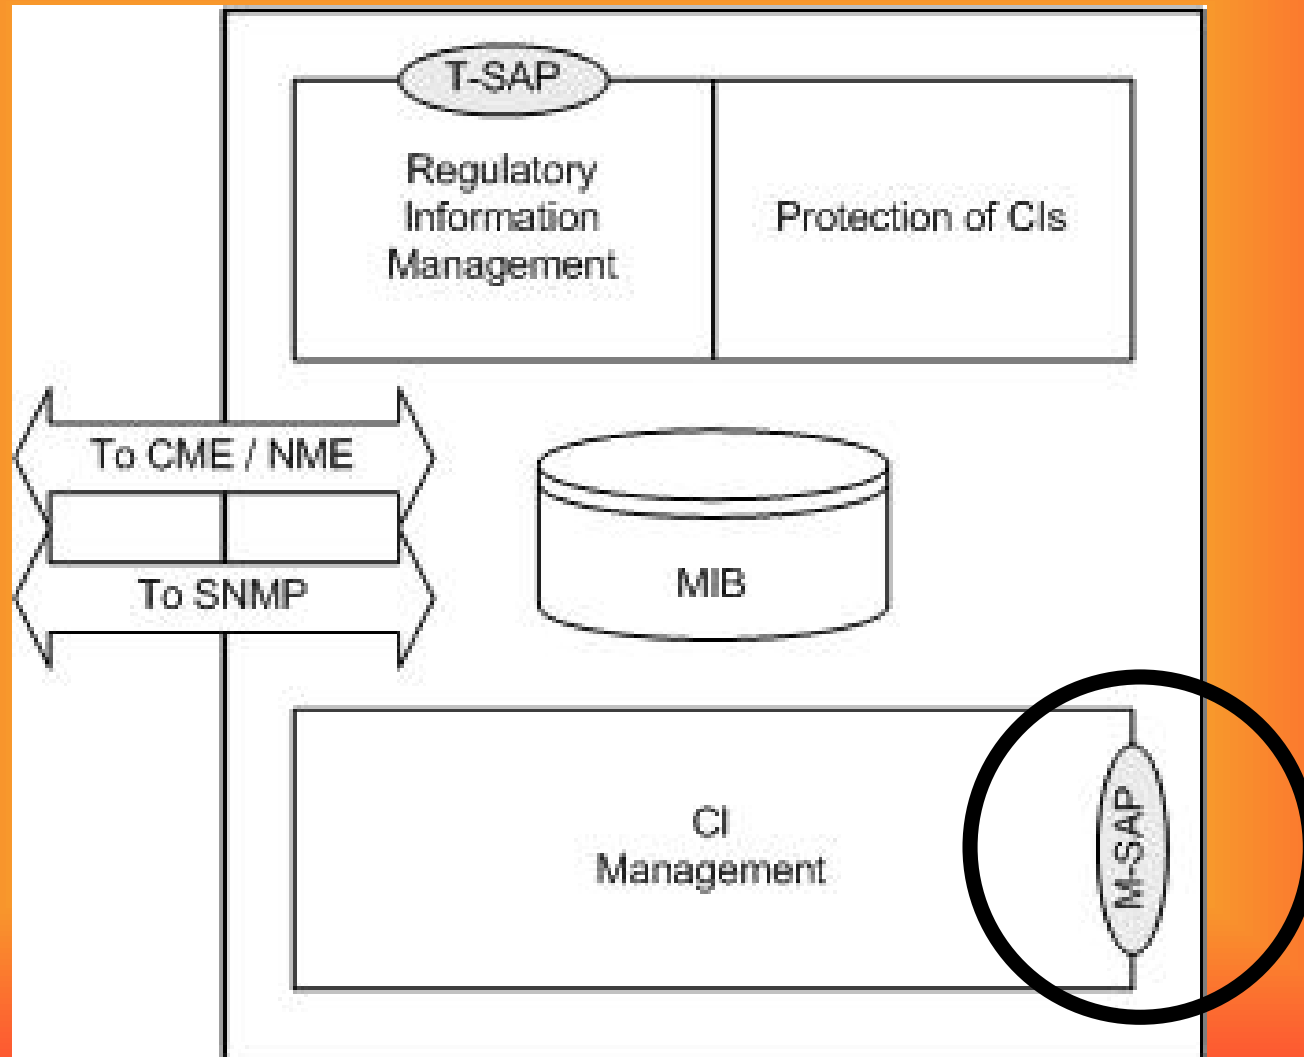 T-SAP
Regulatory
Information
Management
Protection of CIs
To CME / NME
To SNMP
MIB
CI
Management
M-SAP